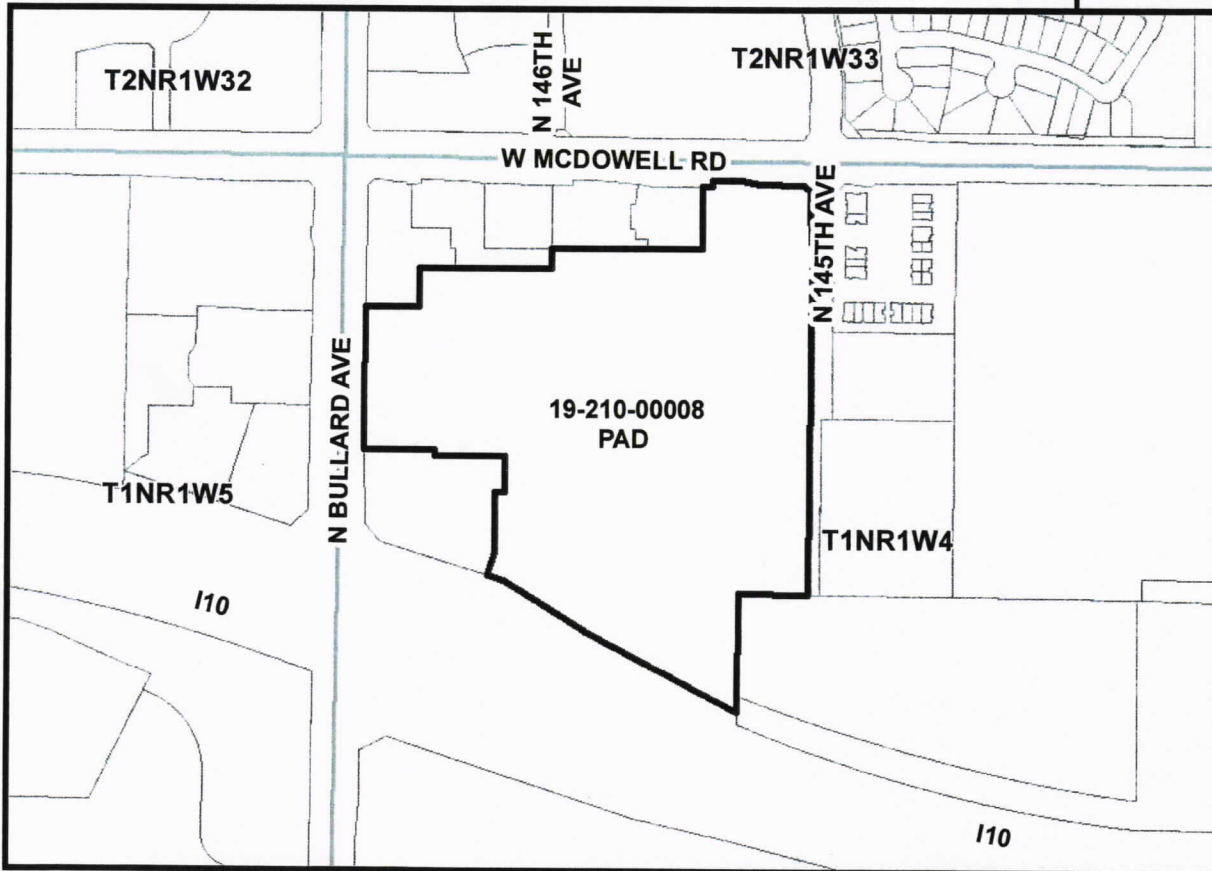 T2NR1W32
N 146TH
AVE
T2NR1W33
W MCDOWELL RD
N 145TH AVE
N BULLARD AVE
19-210-00008
PAD
T1NR1W5
T1NR1W4
I10
I10